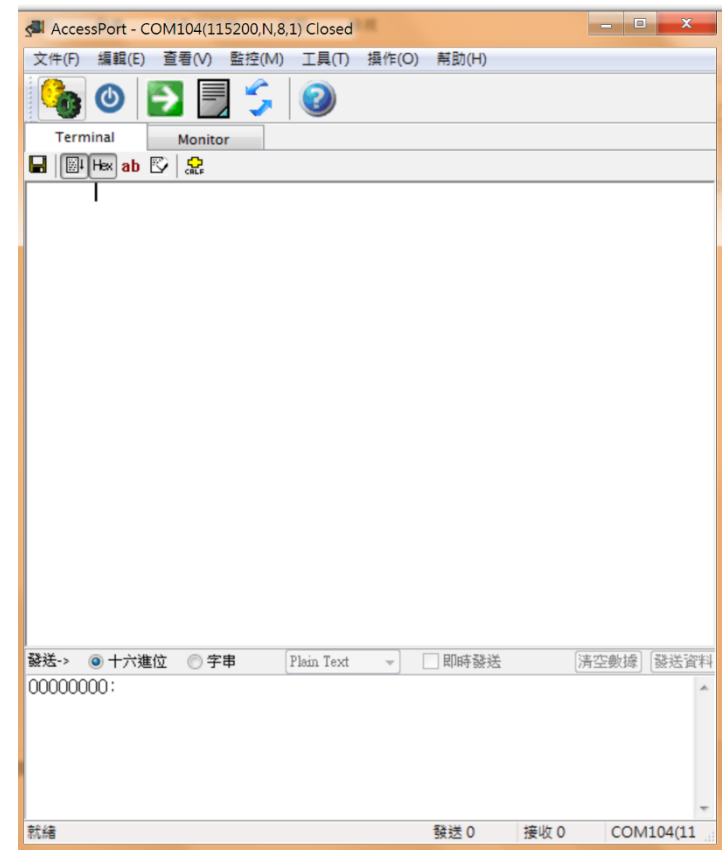 AccessPort - COM104(115200,N,8,1) Closed
文件(F) 編輯(E) 查看(V) 監控(M) 工具(T) 操作(O) 幫助(H)
Terminal Monitor
Hex ab CRLF
發送-> 十六進位 字串 Plain Text 即時發送 清空數據 發送資料
00000000:
就緒 發送 0 接收 0 COM104(11